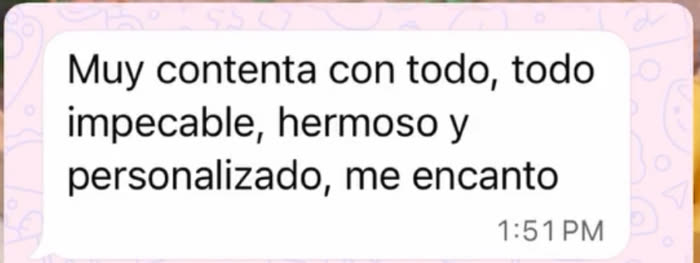 Muy contenta con todo, todo
impecable, hermoso y
personalizado, me encanto
1:51 PM